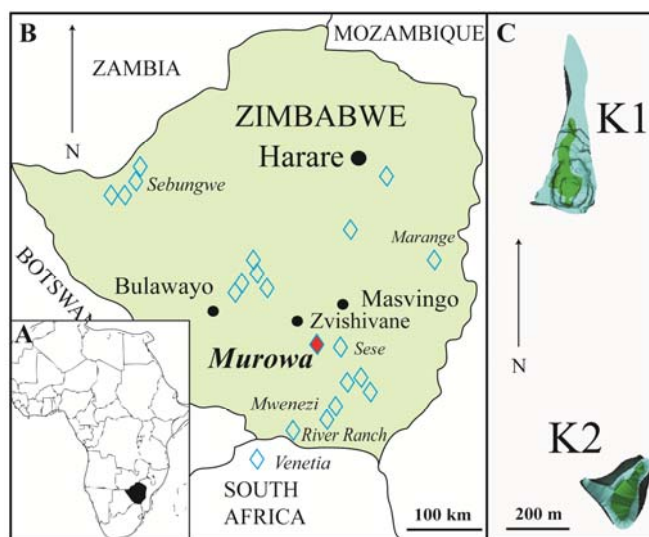 B
MOZAMBIQUE
ZAMBIA
N
ZIMBABWE
Harare
Sebungwe
Marange
BOTSWAN
Bulawayo
Masvingo
Zvishivane
Murowa
Sese
Mwenezi
River Ranch
Venetia
SOUTH
AFRICA
100 km
A
C
K1
N
K2
200 m